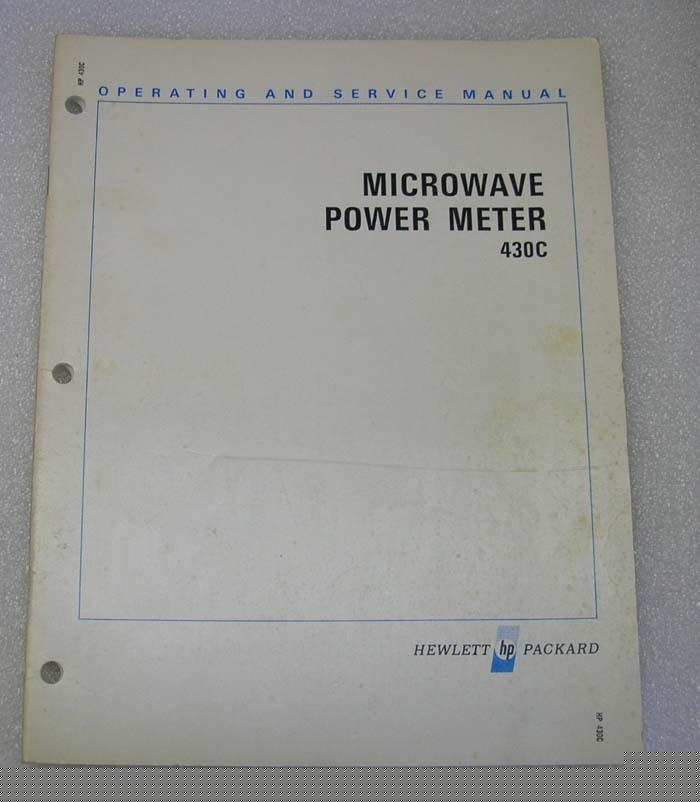 HP 430C
OPERATING AND SERVICE MANUAL
MICROWAVE
POWER METER
430C
HEWLETT hp PACKARD
HP 430C